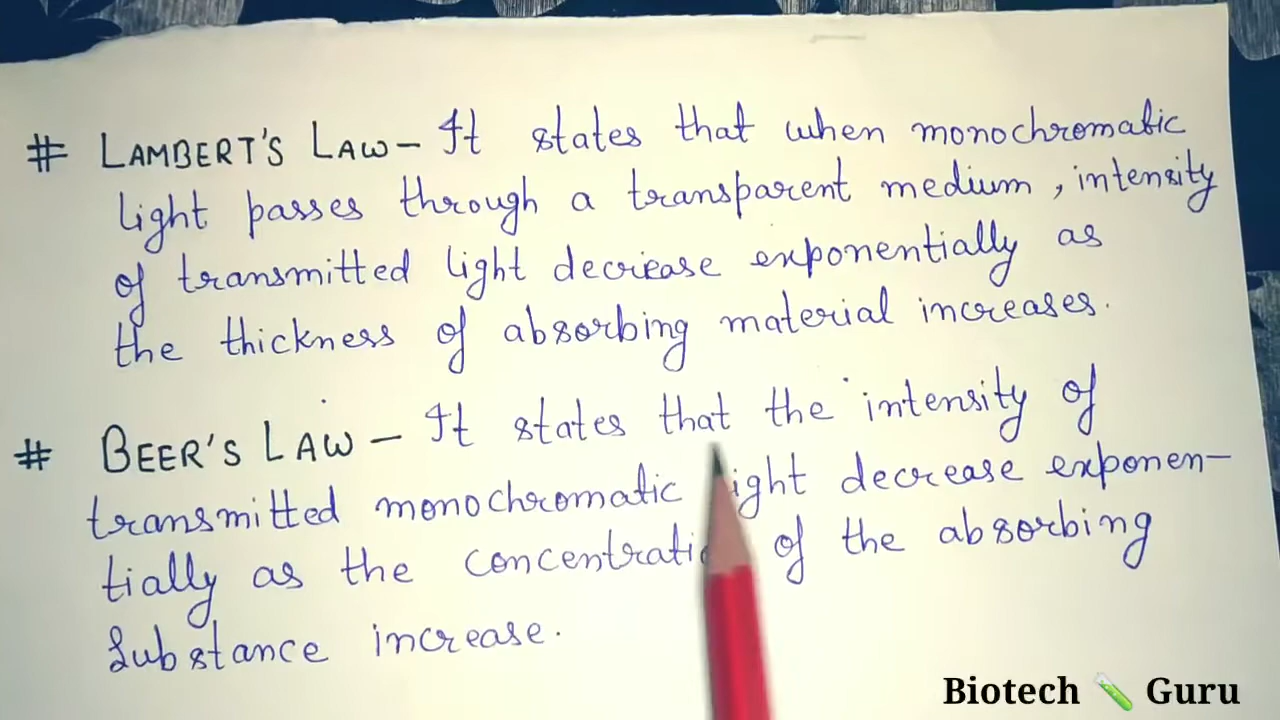 # LAMBERT'S LAW - It states that when monochromatic
light passes through a transparent medium, intensity
of transmitted light decrease exponentially as
the thickness of absorbing material increases.
# BEER'S LAW - It states that the intensity of
transmitted monochromatic light decrease exponen-
tially as the concentration of the absorbing
Substance increase.
Biotech Guru